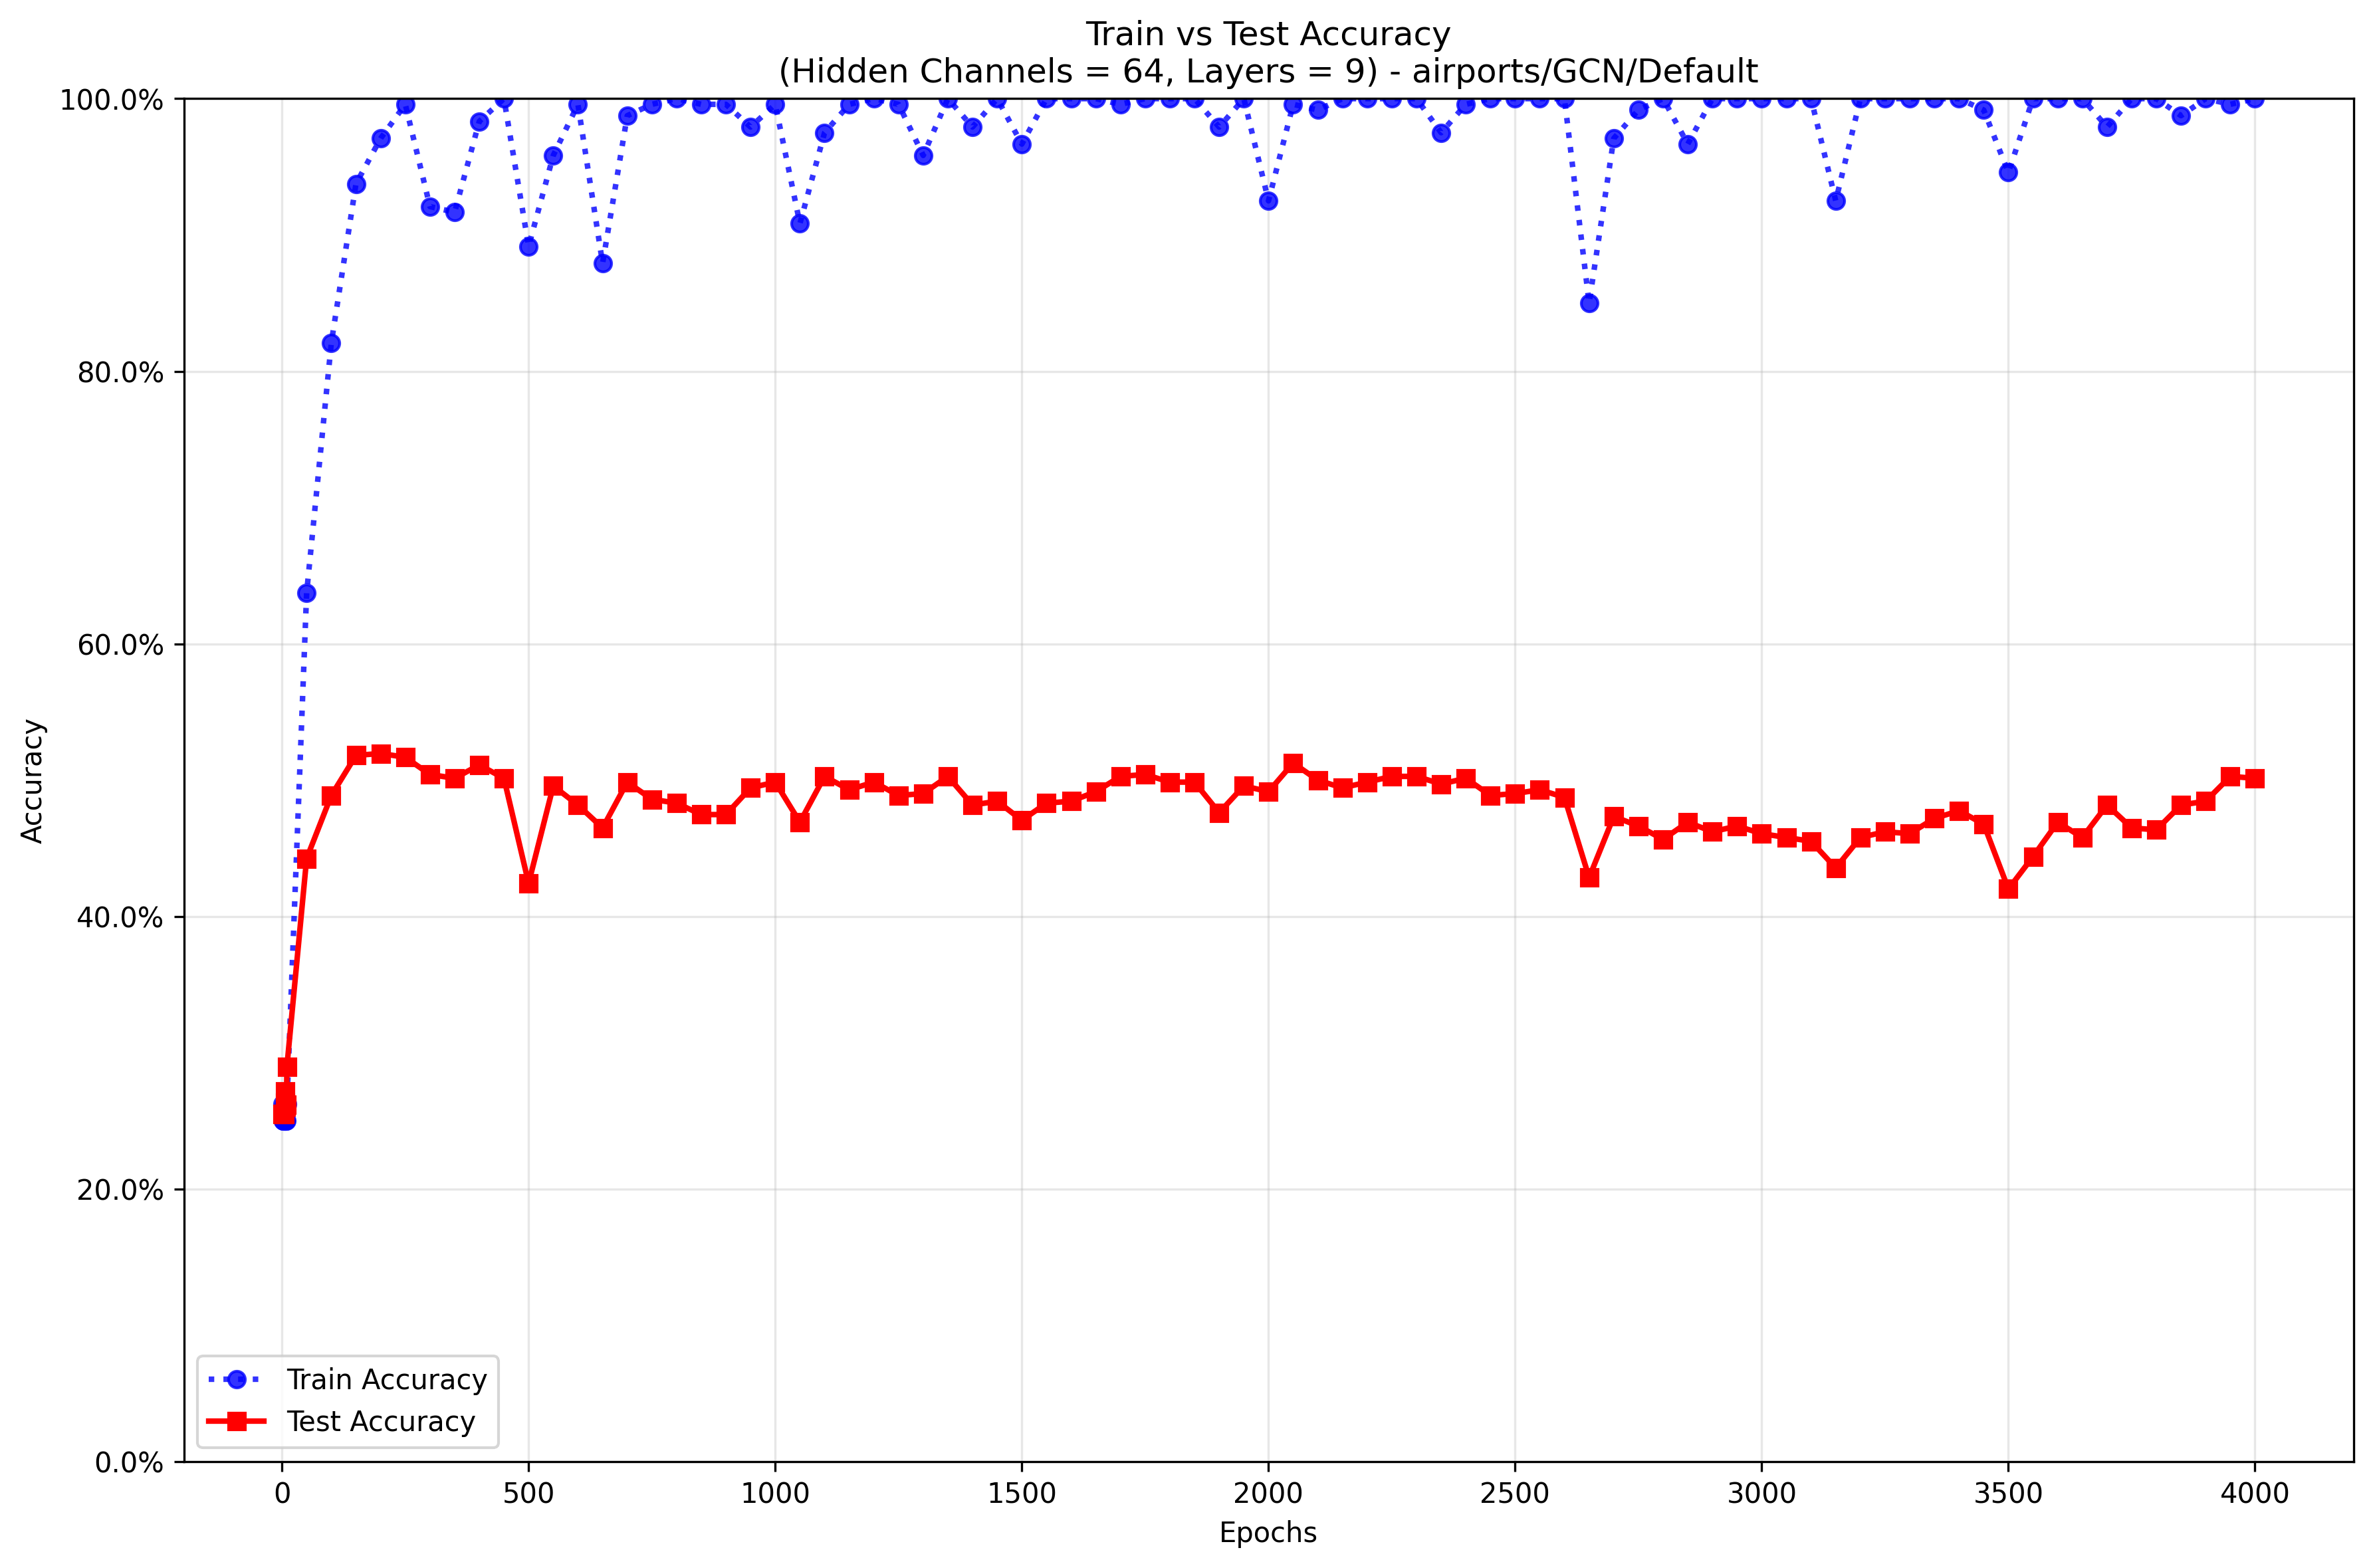 Train vs Test Accuracy
(Hidden Channels = 64, Layers = 9) - airports/GCN/Default
Accuracy
100.0%
80.0%
60.0%
40.0%
20.0%
0.0%
Train Accuracy
Test Accuracy
0 500 1000 1500 2000 2500 3000 3500 4000
Epochs